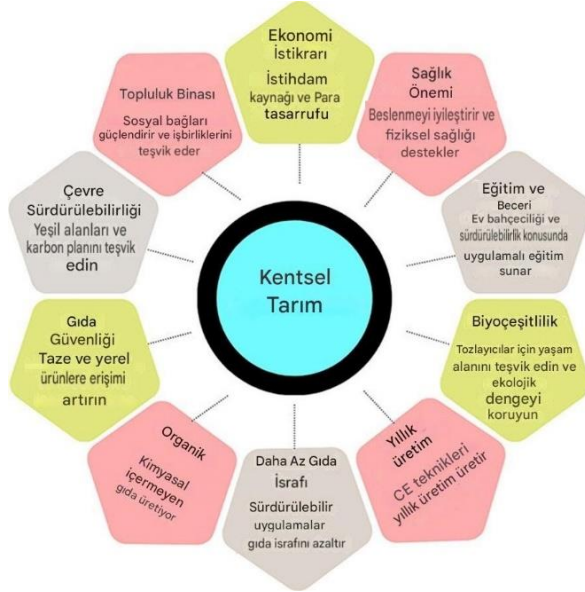 Ekonomi
İstikrarı
İstihdam
kaynağı ve Para
tasarrufu
Sağlık
Önemi
Beslenmeyi iyileştirir ve
fiziksel sağlığı
destekler
Eğitim ve
Beceri
Ev bahçeciliği ve
sürdürülebilirlik konusunda
uygulamalı eğitim
sunar
Biyoçeşitlilik
Tozlayıcılar için yaşam
alanını teşvik edin ve
ekolojik
dengeyi
koruyun
Yıllık
üretim
CE teknikleri
yıllık üretim üretir
Daha Az Gıda
İsrafı
Sürdürülebilir
uygulamalar
gıda israfını azaltır
Organik
Kimyasal
içermeyen
gıda üretiyor
Gıda
Güvenliği
Taze ve yerel
ürünlere erişimi
artırın
Çevre
Sürdürülebilirliği
Yeşil alanları ve
karbon planını teşvik
edin
Topluluk Binası
Sosyal bağları
güçlendirir ve işbirliklerini
teşvik eder
Kentsel
Tarım